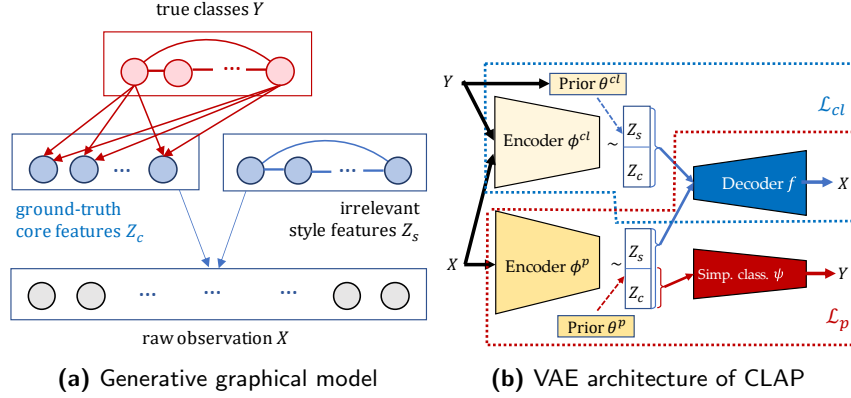 true classes Y
...
...
...
ground-truth
core features Z_c
irrelevant
style features Z_s
... ... ...
raw observation X
(a) Generative graphical model
Y
Prior θ^cl
ℒ_cl
Encoder ϕ^cl
~
Z_s
Z_c
Decoder f
X
X
Encoder ϕ^p
~
Z_s
Z_c
Simp. class. ψ
Y
Prior θ^p
ℒ_p
(b) VAE architecture of CLAP